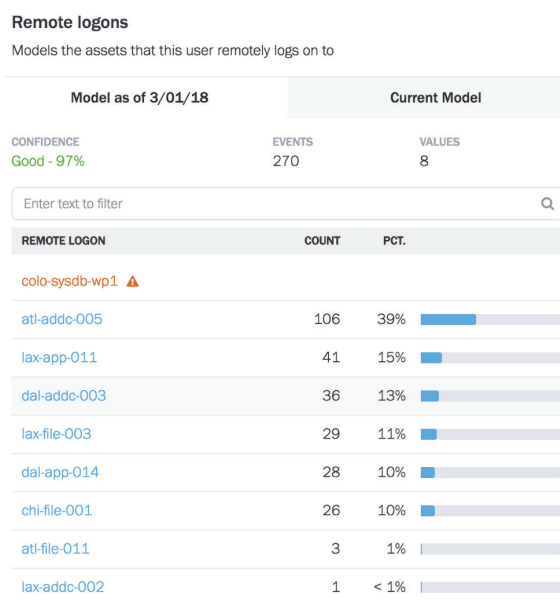 Remote logons
Models the assets that this user remotely logs on to
Model as of 3/01/18 Current Model
CONFIDENCE EVENTS VALUES
Good - 97% 270 8
Enter text to filter
REMOTE LOGON COUNT PCT.
colo-sysdb-wp1
atl-addc-005 106 39%
lax-app-011 41 15%
dal-addc-003 36 13%
lax-file-003 29 11%
dal-app-014 28 10%
chi-file-001 26 10%
atl-file-011 3 1%
lax-addc-002 1 < 1%